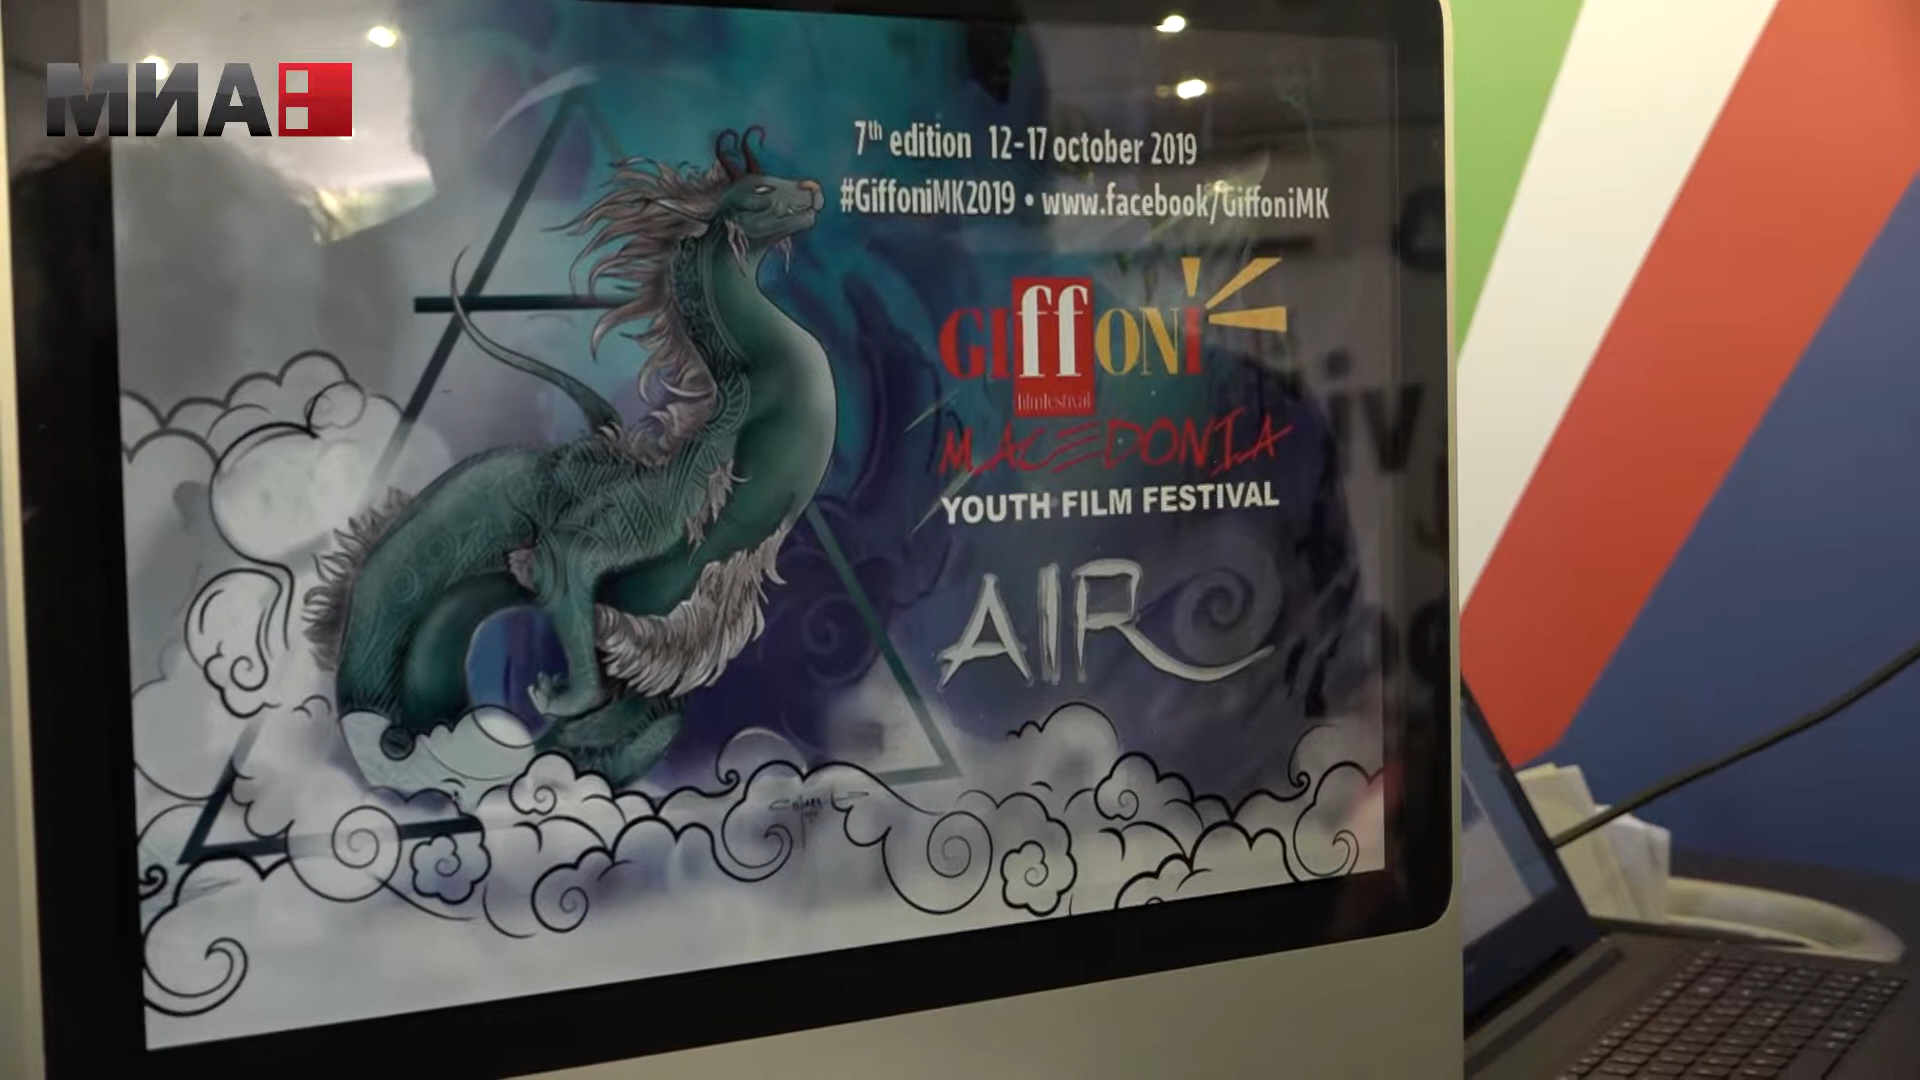 МИА
7th edition 12-17 october 2019
#GiffoniMK2019 • www.facebook/GiffoniMK
GIffONI
filmfestival
MACEDONIA
YOUTH FILM FESTIVAL
AIR